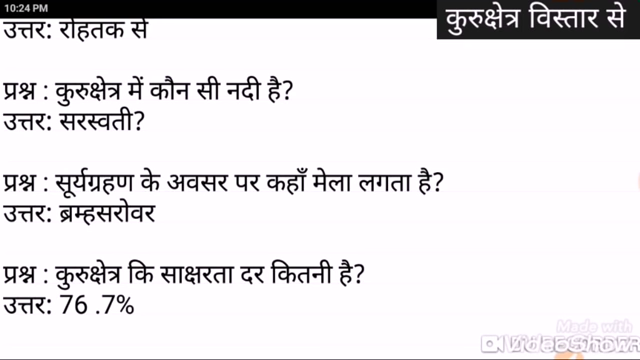 10:24 PM
कुरुक्षेत्र विस्तार से
उत्तर: रोहतक से
प्रश्न : कुरुक्षेत्र में कौन सी नदी है?
उत्तर: सरस्वती?
प्रश्न : सूर्यग्रहण के अवसर पर कहाँ मेला लगता है?
उत्तर: ब्रम्हसरोवर
प्रश्न : कुरुक्षेत्र कि साक्षरता दर कितनी है?
उत्तर: 76 .7%
Made with